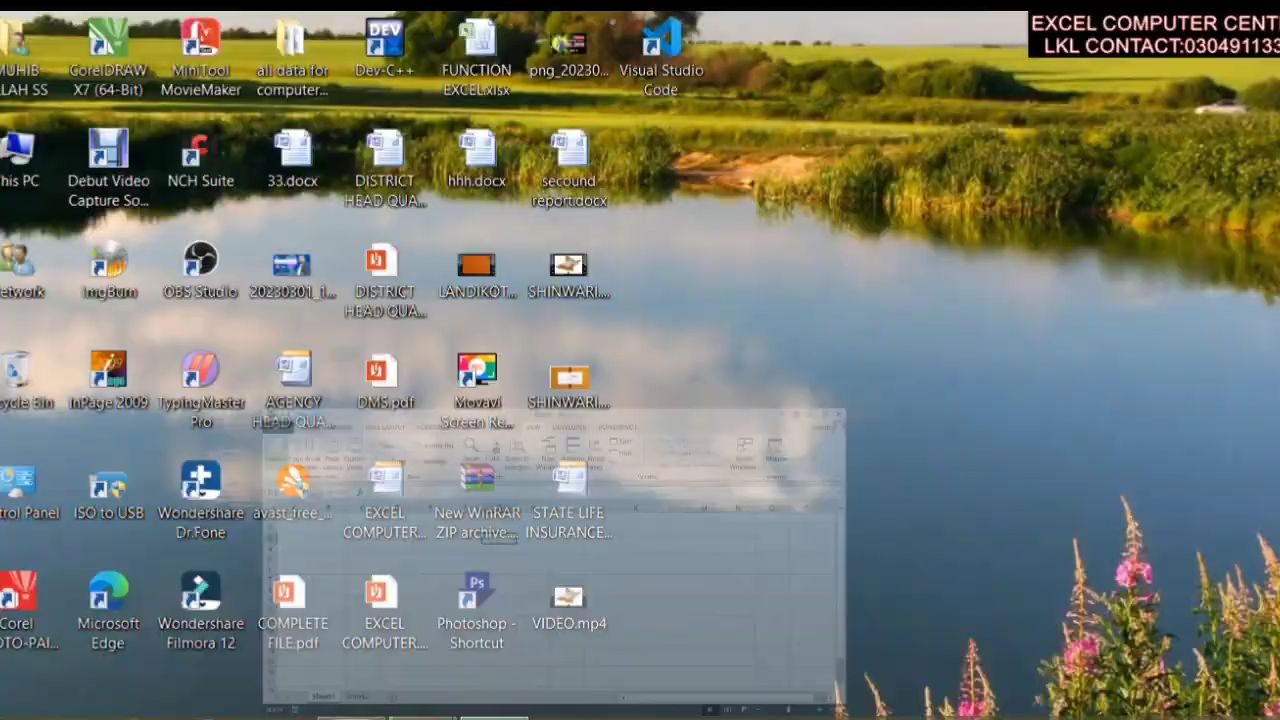 EXCEL COMPUTER CENT
LKL CONTACT:030491133
MUHIB
LAH SS
CorelDRAW
X7 (64-Bit)
MiniTool
MovieMaker
all data for
computer...
Dev-C++
FUNCTION
EXCEL.xlsx
png_20230...
Visual Studio
Code
This PC
Debut Video
Capture So...
NCH Suite
33.docx
DISTRICT
HEAD QUA...
hhh.docx
secound
report.docx
etwork
ImgBurn
OBS Studio
20230301_1...
DISTRICT
HEAD QUA...
LANDIKOT...
SHINWARI...
cycle Bin
InPage 2009
TypingMaster
Pro
AGENCY
HEAD QUA...
DMS.pdf
Movavi
Screen Re...
SHINWARI...
trol Panel
ISO to USB
Wondershare
Dr.Fone
avast_free_...
EXCEL
COMPUTER...
New WinRAR
ZIP archive....
STATE LIFE
INSURANCE...
Corel
OTO-PAI...
Microsoft
Edge
Wondershare
Filmora 12
COMPLETE
FILE.pdf
EXCEL
COMPUTER....
Photoshop -
Shortcut
VIDEO.mp4